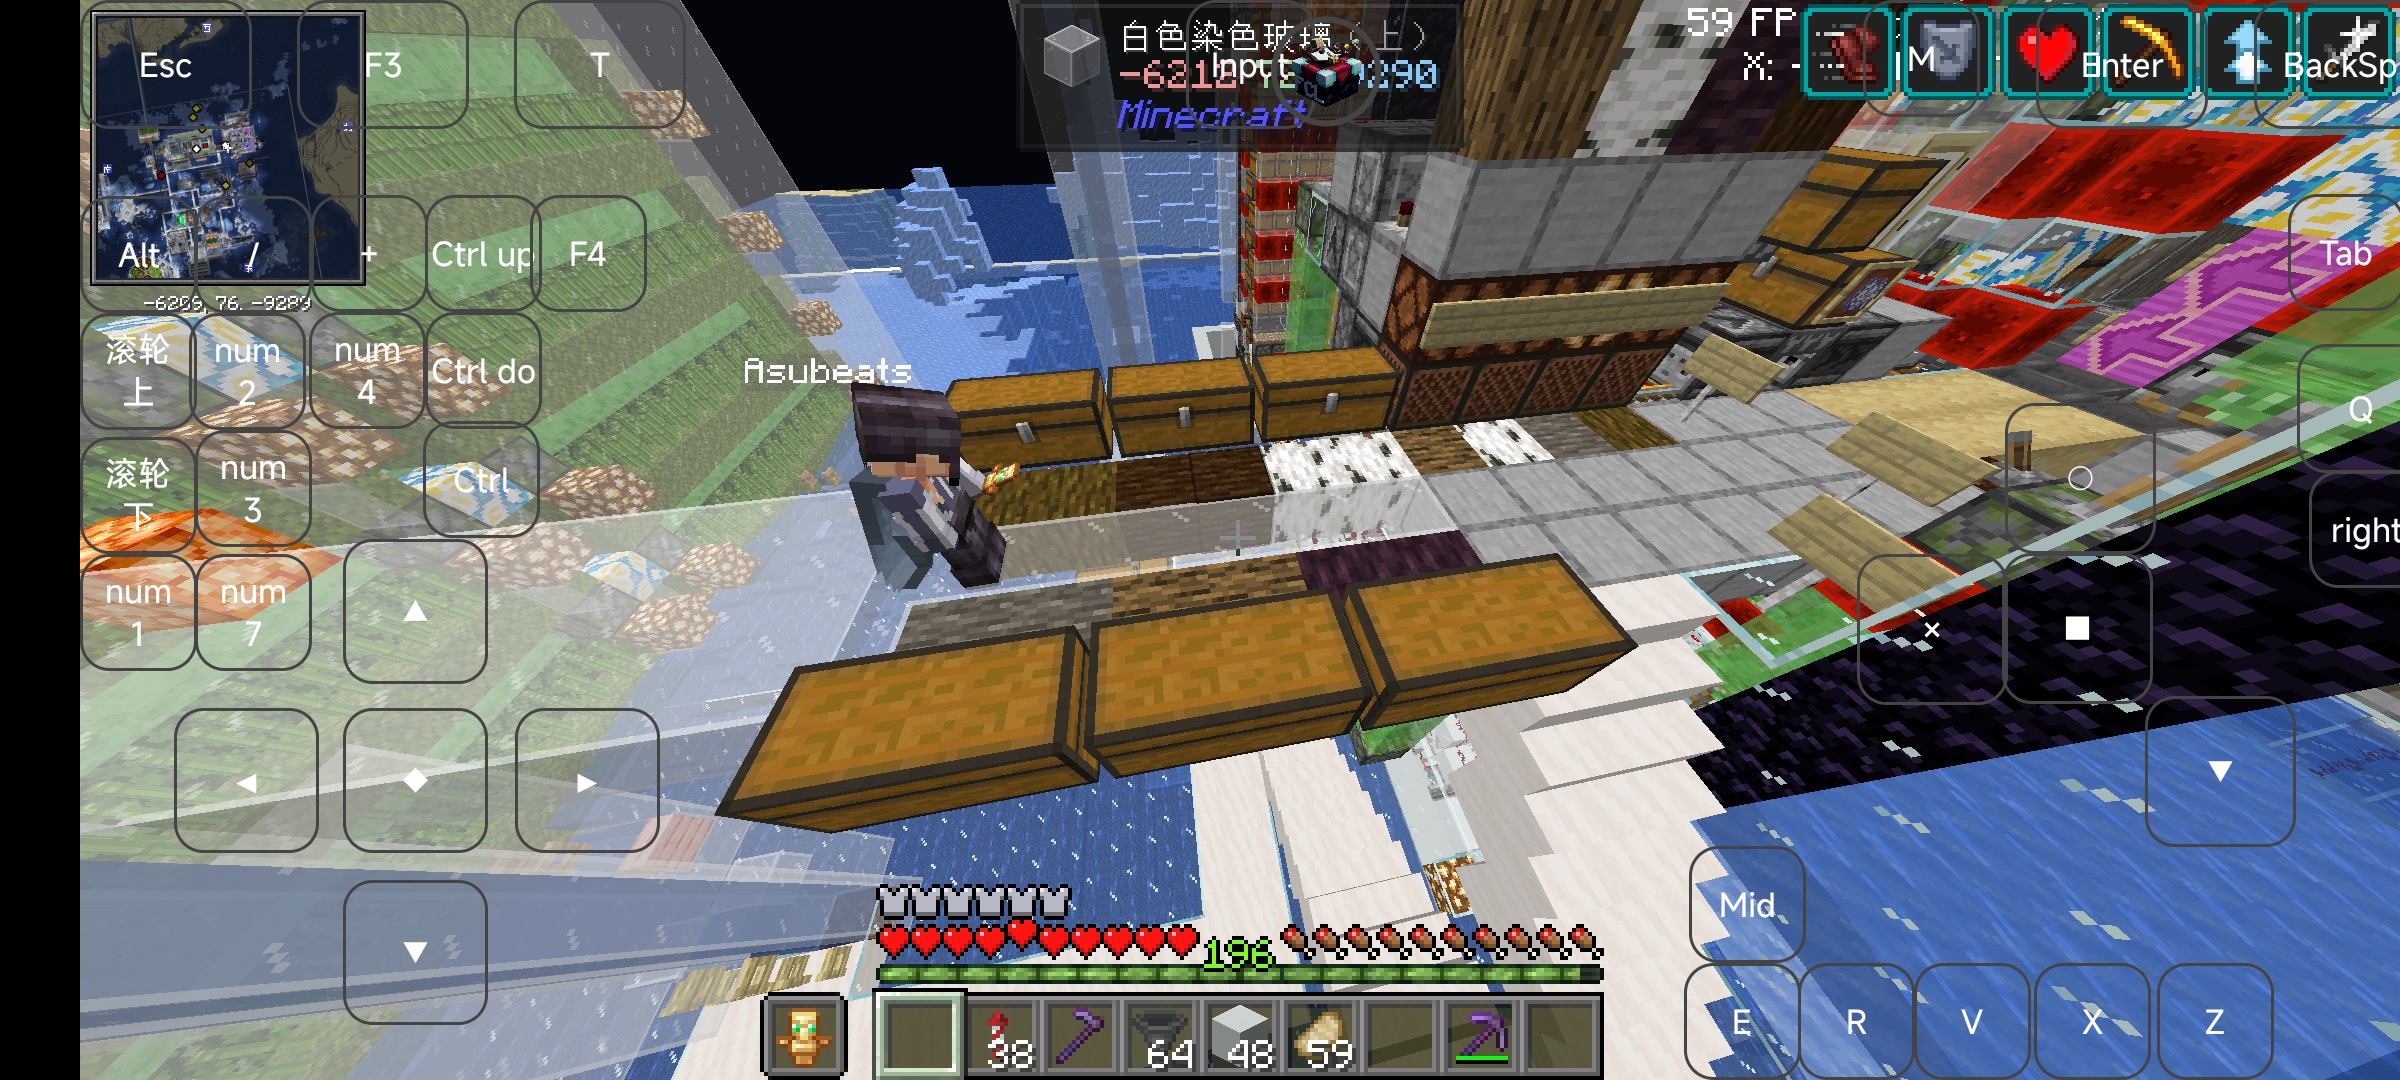 Esc
F3
T
白色染色玻璃（上）
Input
Minecraft
59 FP
X: -
M
Enter
BackSp
Alt
/
+
Ctrl up
F4
Tab
-6209, 76, -9289
滚轮
上
num
2
num
4
Ctrl do
Asubeats
Q
滚轮
下
num
3
Ctrl
right
num
1
num
7
Mid
196
38
64
48
59
E
R
V
X
Z